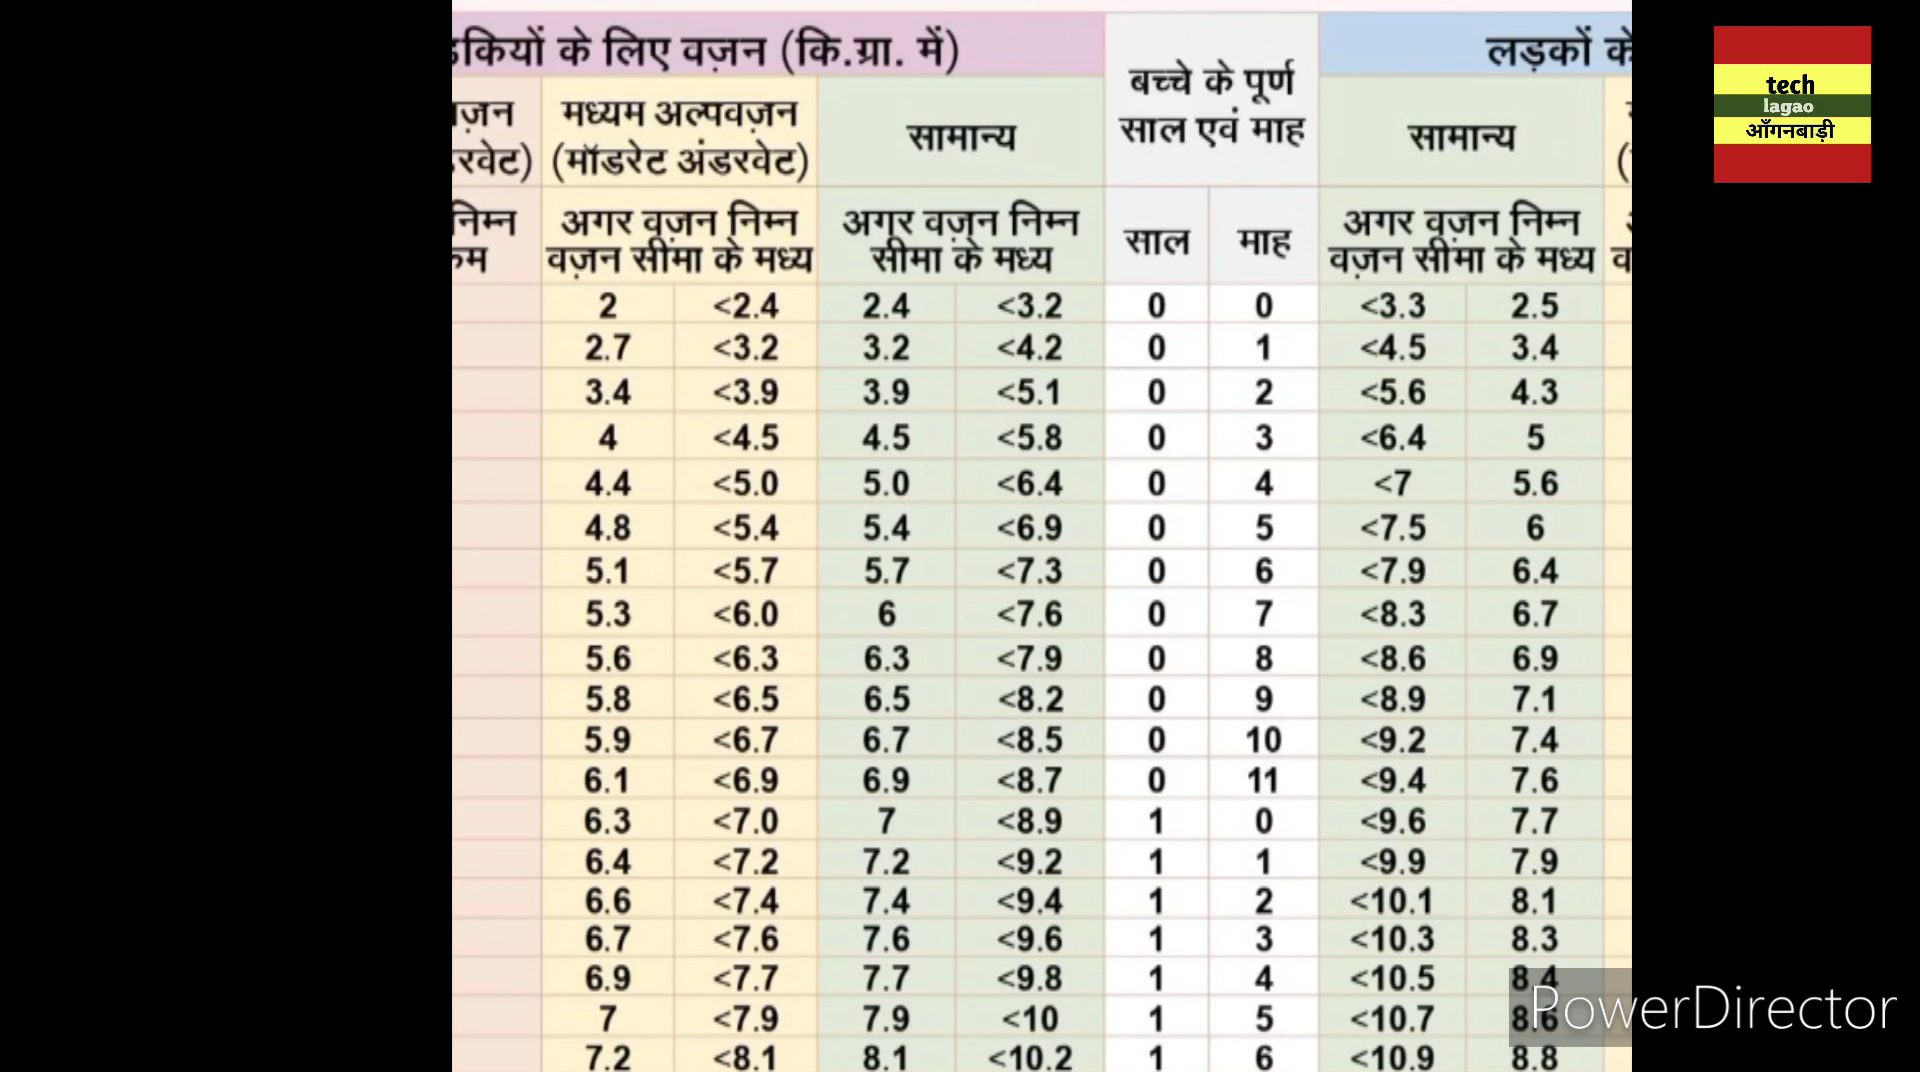 ड़कियों के लिए वज़न (कि.ग्रा. में)
बच्चे के पूर्ण
साल एवं माह
लड़कों के
मध्यम अल्पवज़न
(मॉडरेट अंडरवेट)
सामान्य
सामान्य
निम्न
अगर वज़न निम्न
वज़न सीमा के मध्य
अगर वज़न निम्न
सीमा के मध्य
साल
माह
अगर वज़न निम्न
वज़न सीमा के मध्य
2 <2.4 2.4 <3.2 0 0 <3.3 2.5
2.7 <3.2 3.2 <4.2 0 1 <4.5 3.4
3.4 <3.9 3.9 <5.1 0 2 <5.6 4.3
4 <4.5 4.5 <5.8 0 3 <6.4 5
4.4 <5.0 5.0 <6.4 0 4 <7 5.6
4.8 <5.4 5.4 <6.9 0 5 <7.5 6
5.1 <5.7 5.7 <7.3 0 6 <7.9 6.4
5.3 <6.0 6 <7.6 0 7 <8.3 6.7
5.6 <6.3 6.3 <7.9 0 8 <8.6 6.9
5.8 <6.5 6.5 <8.2 0 9 <8.9 7.1
5.9 <6.7 6.7 <8.5 0 10 <9.2 7.4
6.1 <6.9 6.9 <8.7 0 11 <9.4 7.6
6.3 <7.0 7 <8.9 1 0 <9.6 7.7
6.4 <7.2 7.2 <9.2 1 1 <9.9 7.9
6.6 <7.4 7.4 <9.4 1 2 <10.1 8.1
6.7 <7.6 7.6 <9.6 1 3 <10.3 8.3
6.9 <7.7 7.7 <9.8 1 4 <10.5 8.4
7 <7.9 7.9 <10 1 5 <10.7 8.6
7.2 <8.1 8.1 <10.2 1 6 <10.9 8.8
tech
lagao
आँगनबाड़ी
PowerDirector